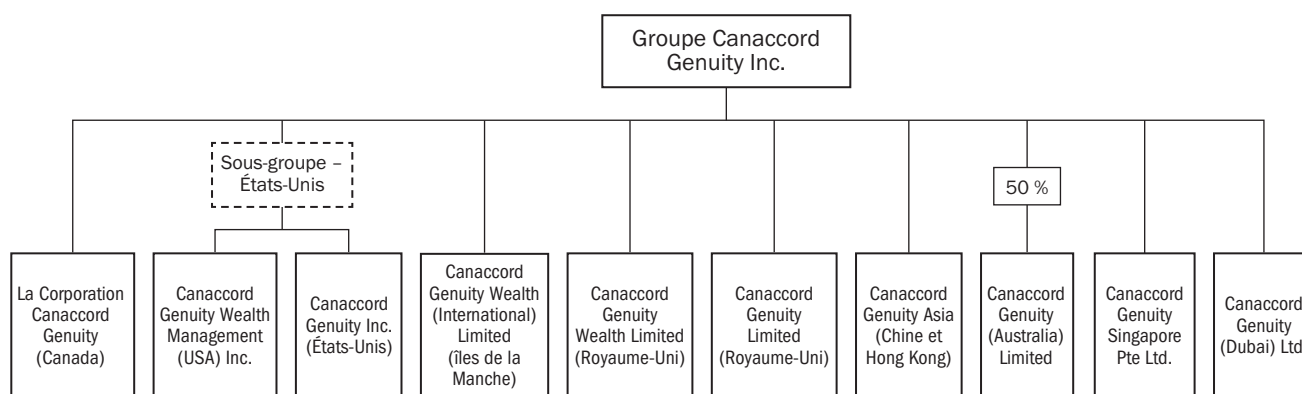 Groupe Canaccord
Genuity Inc.
Sous-groupe –
États-Unis
50 %
La Corporation
Canaccord
Genuity
(Canada)
Canaccord
Genuity Wealth
Management
(USA) Inc.
Canaccord
Genuity Inc.
(États-Unis)
Canaccord
Genuity Wealth
(International)
Limited
(îles de la
Manche)
Canaccord
Genuity
Wealth Limited
(Royaume-Uni)
Canaccord
Genuity
Limited
(Royaume-Uni)
Canaccord
Genuity Asia
(Chine et
Hong Kong)
Canaccord
Genuity
(Australia)
Limited
Canaccord
Genuity
Singapore
Pte Ltd.
Canaccord
Genuity
(Dubai) Ltd